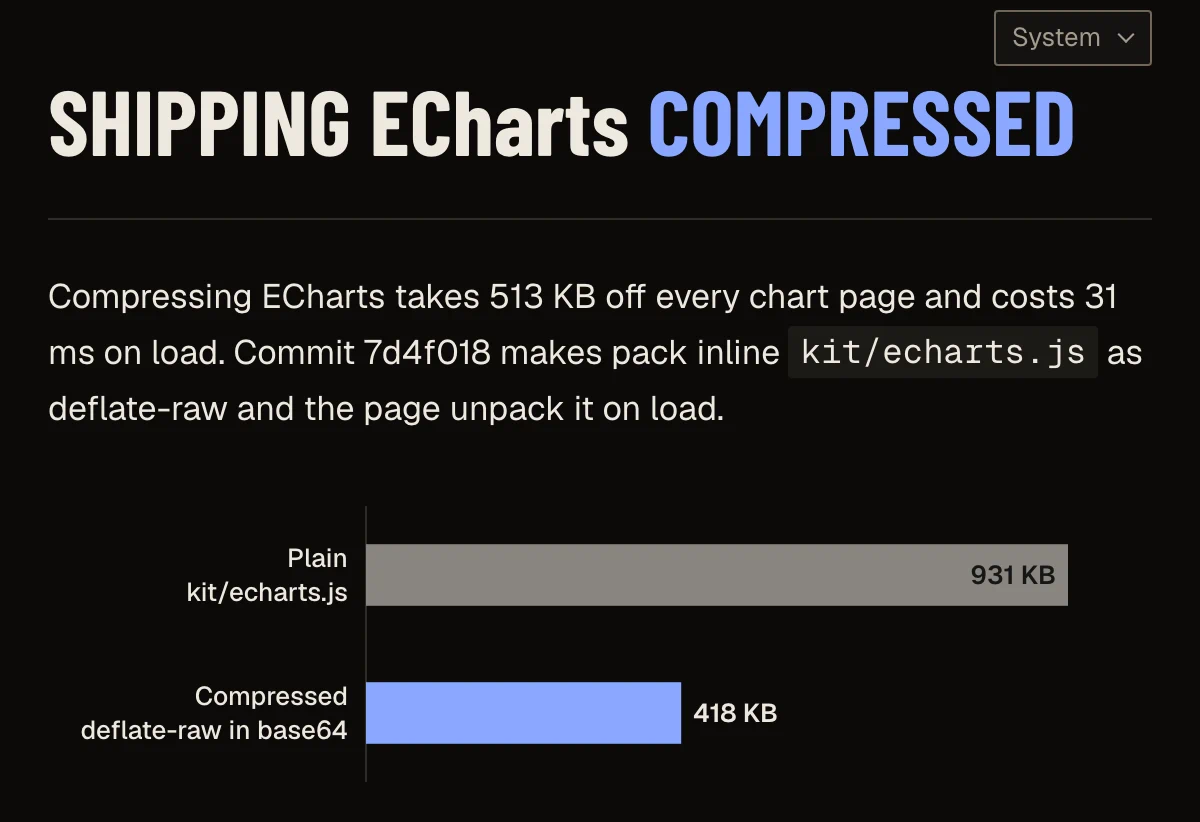 System
SHIPPING ECharts COMPRESSED
Compressing ECharts takes 513 KB off every chart page and costs 31
ms on load. Commit 7d4f018 makes pack inline kit/echarts.js as
deflate-raw and the page unpack it on load.
Plain
kit/echarts.js
931 KB
Compressed
deflate-raw in base64
418 KB